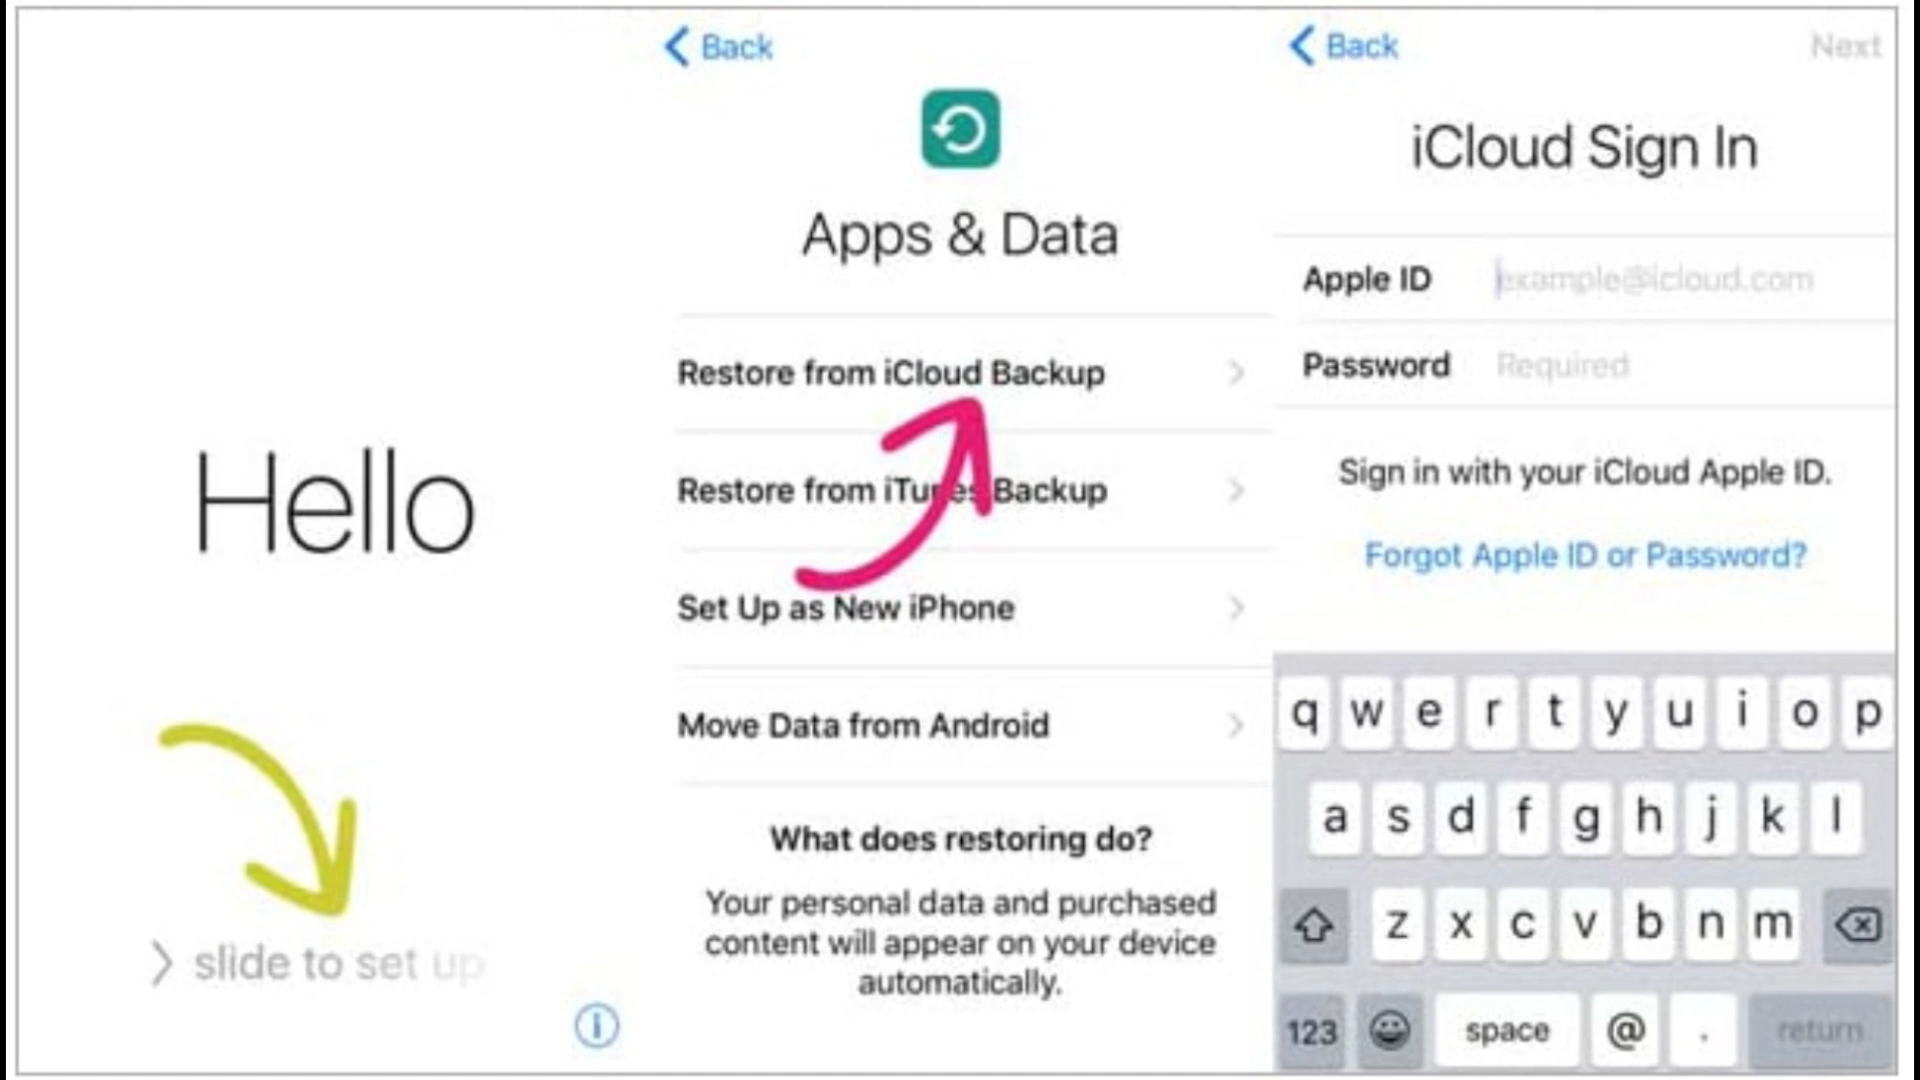 Hello
slide to set up
Back
Apps & Data
Restore from iCloud Backup
Restore from iTunes Backup
Set Up as New iPhone
Move Data from Android
What does restoring do?
Your personal data and purchased
content will appear on your device
automatically.
Back
Next
iCloud Sign In
Apple ID example@icloud.com
Password Required
Sign in with your iCloud Apple ID.
Forgot Apple ID or Password?
q w e r t y u i o p
a s d f g h j k l
z x c v b n m
123 space @ . return